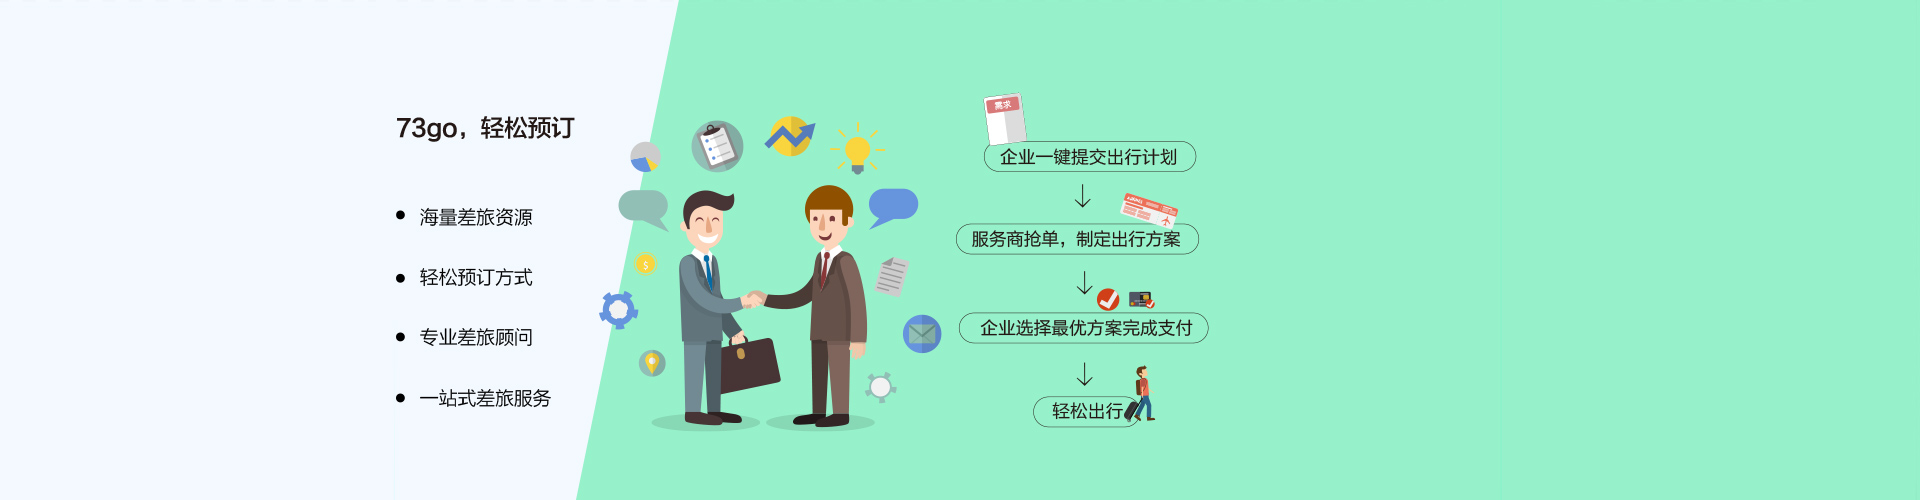 73go，轻松预订
海量差旅资源
轻松预订方式
专业差旅顾问
一站式差旅服务
需求
企业一键提交出行计划
服务商抢单，制定出行方案
企业选择最优方案完成支付
轻松出行